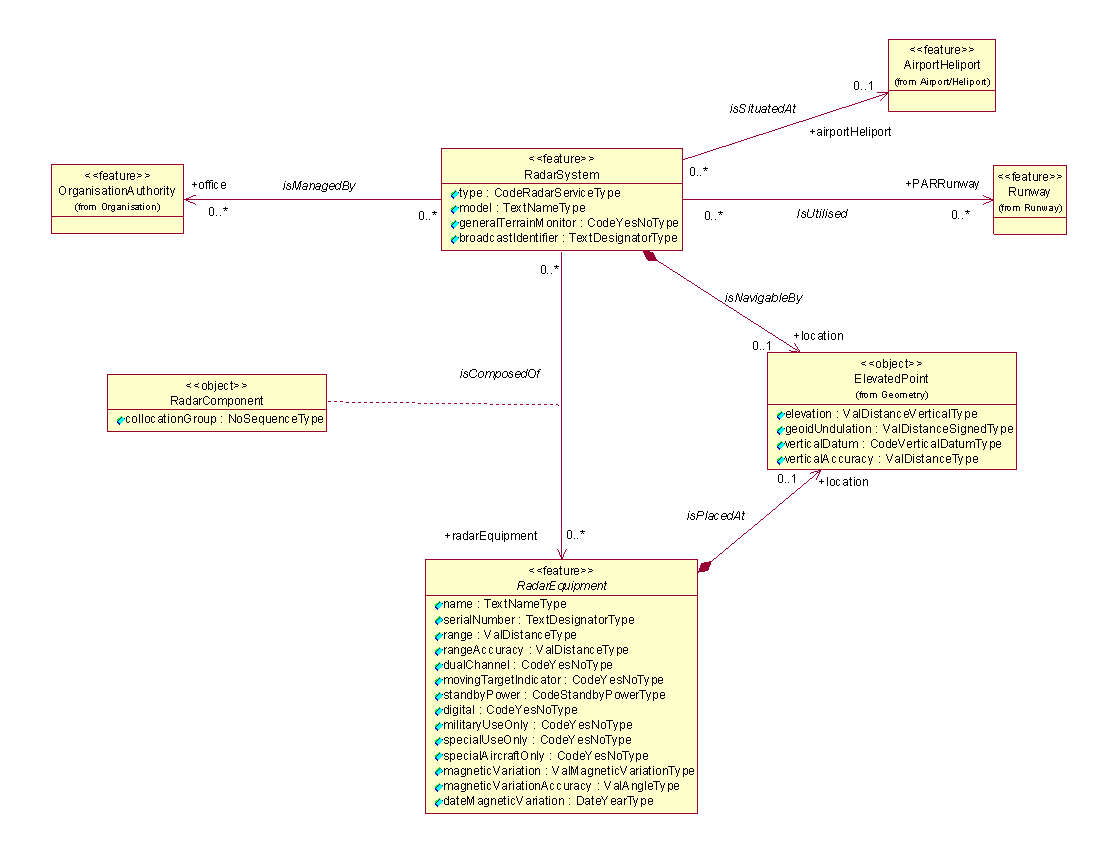 <<feature>>
AirportHeliport
(from Airport/Heliport)
0..1
isSituatedAt
+airportHeliport
<<feature>>
OrganisationAuthority
(from Organisation)
+office
isManagedBy
0..*
0..*
<<feature>>
RadarSystem
type : CodeRadarServiceType
model : TextNameType
generalTerrainMonitor : CodeYesNoType
broadcastIdentifier : TextDesignatorType
0..*
+PARRunway
0..*
IsUtilised
0..*
<<feature>>
Runway
(from Runway)
0..*
isNavigableBy
+location
0..1
isComposedOf
<<object>>
RadarComponent
collocationGroup : NoSequenceType
<<object>>
ElevatedPoint
(from Geometry)
elevation : ValDistanceVerticalType
geoidUndulation : ValDistanceSignedType
verticalDatum : CodeVerticalDatumType
verticalAccuracy : ValDistanceType
0..1
+location
isPlacedAt
+radarEquipment
0..*
<<feature>>
RadarEquipment
name : TextNameType
serialNumber : TextDesignatorType
range : ValDistanceType
rangeAccuracy : ValDistanceType
dualChannel : CodeYesNoType
movingTargetIndicator : CodeYesNoType
standbyPower : CodeStandbyPowerType
digital : CodeYesNoType
militaryUseOnly : CodeYesNoType
specialUseOnly : CodeYesNoType
specialAircraftOnly : CodeYesNoType
magneticVariation : ValMagneticVariationType
magneticVariationAccuracy : ValAngleType
dateMagneticVariation : DateYearType